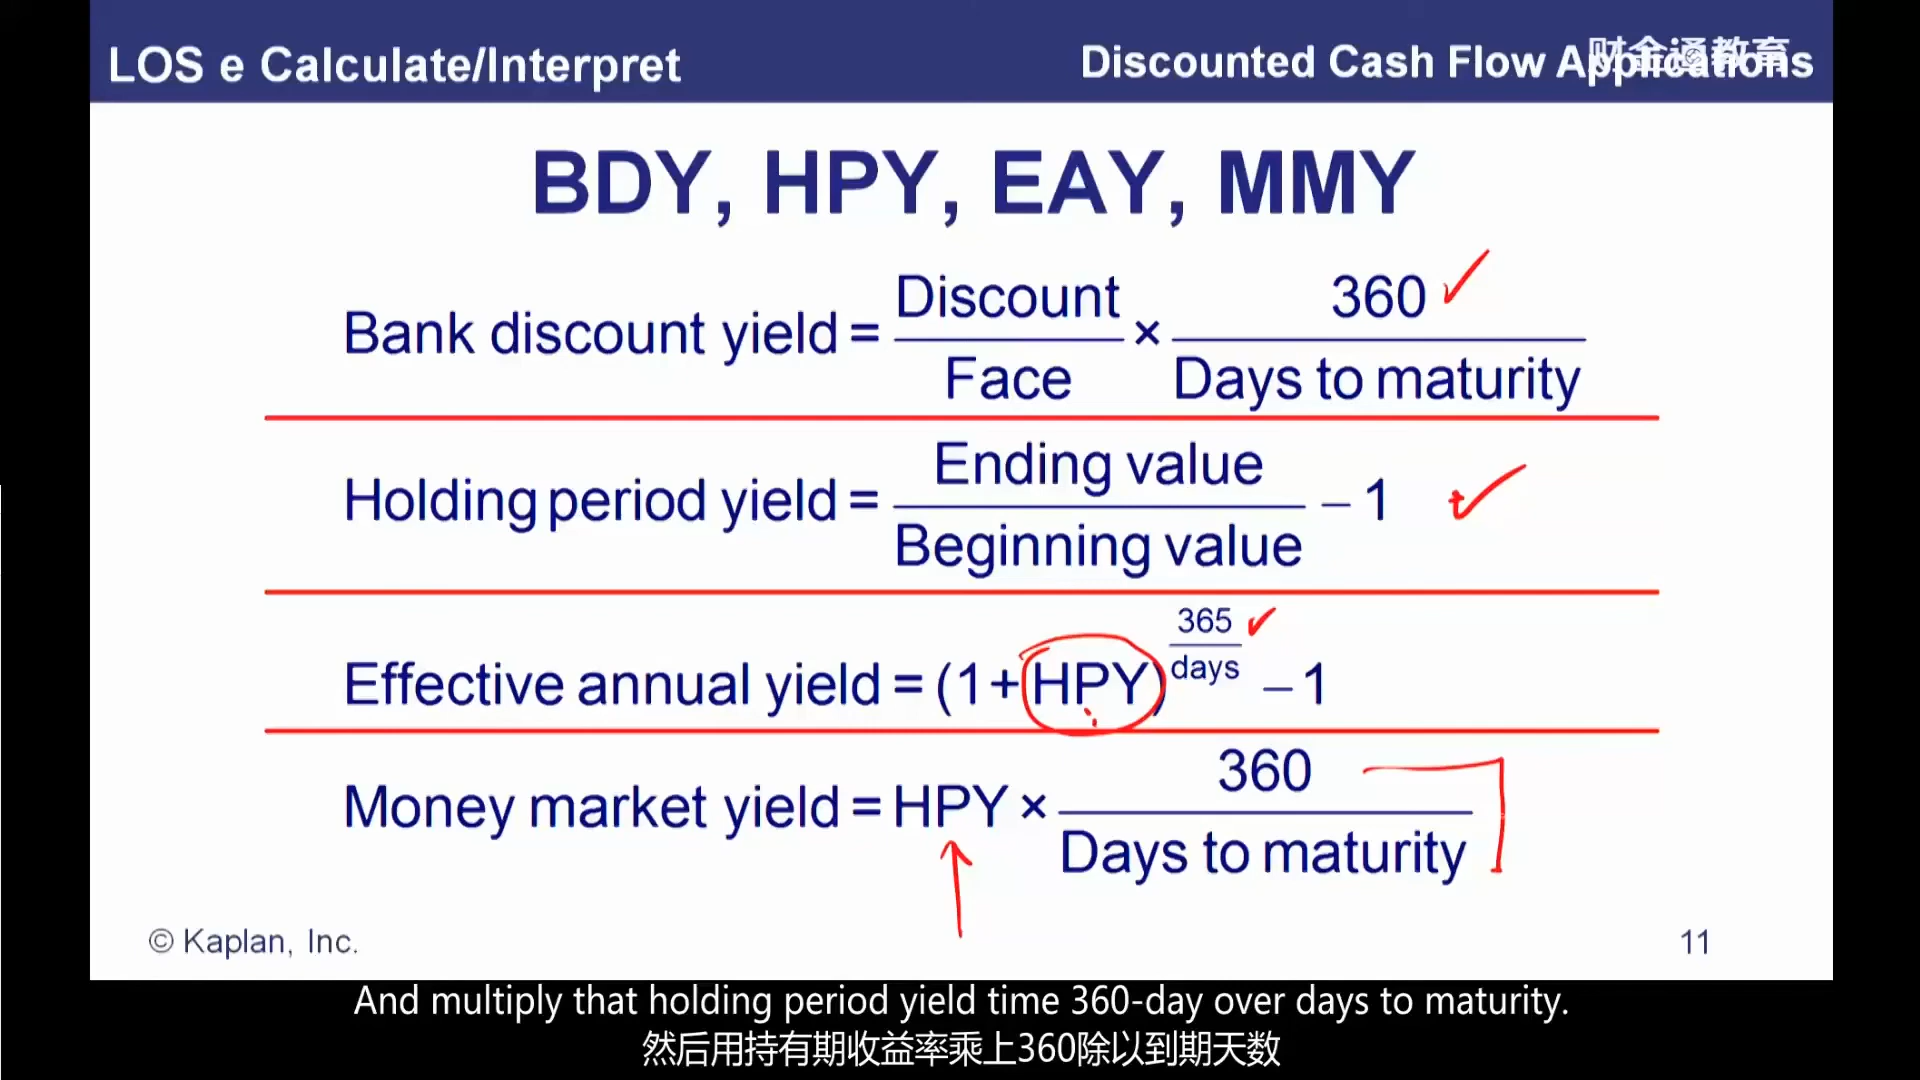 LOS e Calculate/Interpret
Discounted Cash Flow Applications
财金通教育
BDY, HPY, EAY, MMY
Bank discount yield = Discount / Face × 360 / Days to maturity
Holding period yield = Ending value / Beginning value − 1
Effective annual yield = (1+HPY)^(365/days) − 1
Money market yield = HPY × 360 / Days to maturity
© Kaplan, Inc.
11
And multiply that holding period yield time 360-day over days to maturity.
然后用持有期收益率乘上360除以到期天数